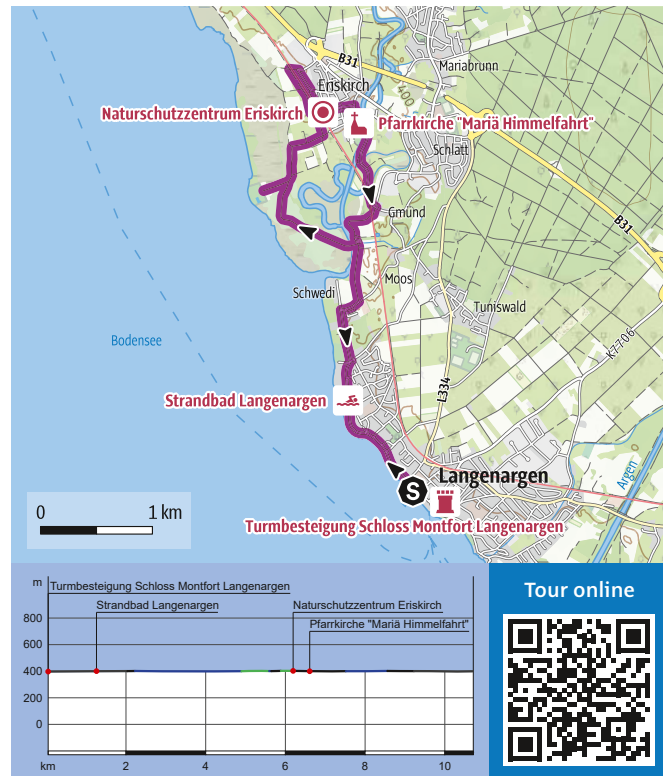 B31
Mariabrunn
Eriskirch
400
Naturschutzzentrum Eriskirch
Pfarrkirche "Mariä Himmelfahrt"
Schlatt
Gmünd
B31
Moos
Schwedi
Tuniswald
Bodensee
K7706
L334
Strandbad Langenargen
Argen
S
Langenargen
0 1 km
Turmbesteigung Schloss Montfort Langenargen
m
Turmbesteigung Schloss Montfort Langenargen
Strandbad Langenargen
Naturschutzzentrum Eriskirch
Pfarrkirche "Mariä Himmelfahrt"
800
600
400
200
0
km 2 4 6 8 10
Tour online